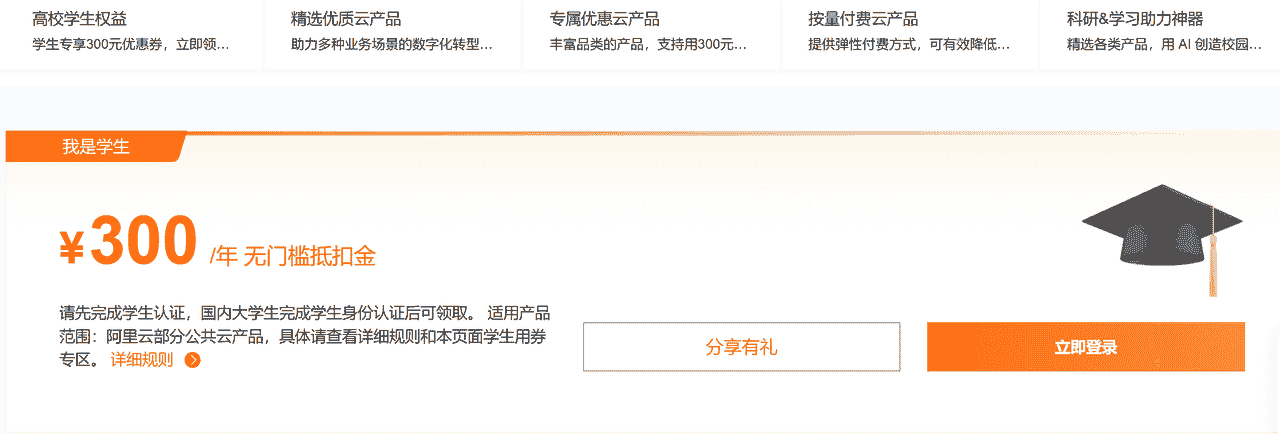 高校学生权益
学生专享300元优惠券，立即领...
精选优质云产品
助力多种业务场景的数字化转型...
专属优惠云产品
丰富品类的产品，支持用300元...
按量付费云产品
提供弹性付费方式，可有效降低...
科研&学习助力神器
精选各类产品，用 AI 创造校园...
我是学生
¥300 /年 无门槛抵扣金
请先完成学生认证，国内大学生完成学生身份认证后可领取。 适用产品
范围：阿里云部分公共云产品，具体请查看详细规则和本页面学生用券
专区。 详细规则
分享有礼
立即登录